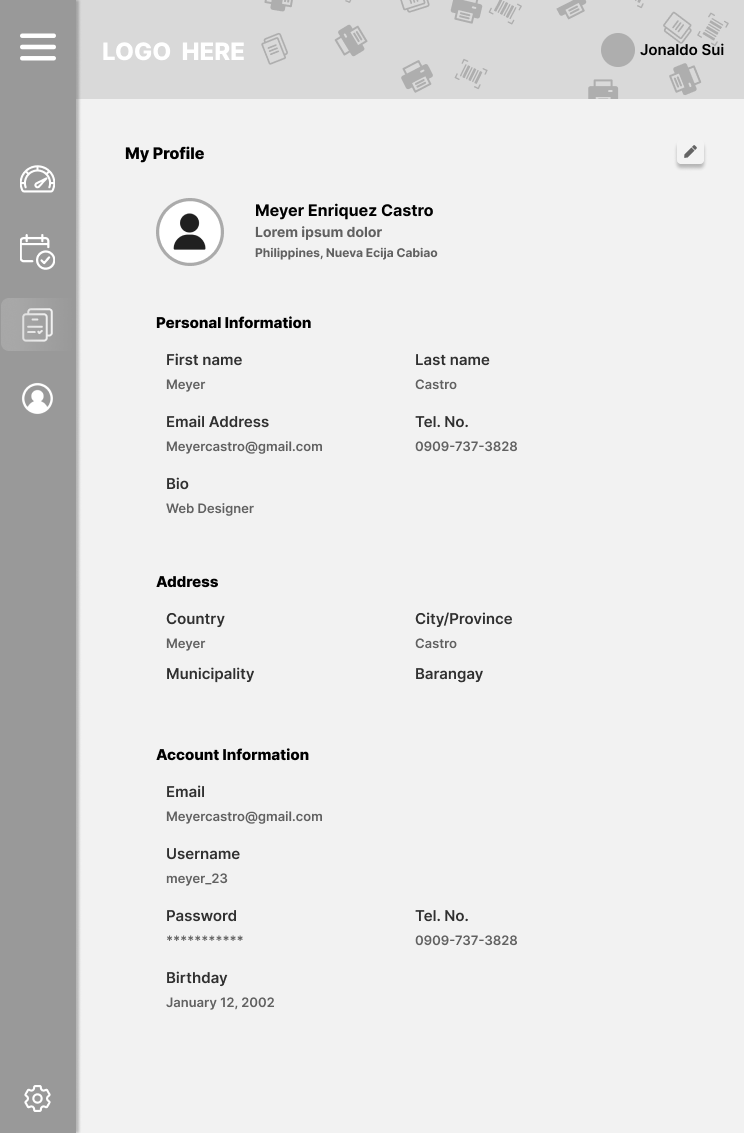 LOGO HERE
Jonaldo Sui
My Profile
Meyer Enriquez Castro
Lorem ipsum dolor
Philippines, Nueva Ecija Cabiao
Personal Information
First name Last name
Meyer Castro
Email Address Tel. No.
Meyercastro@gmail.com 0909-737-3828
Bio
Web Designer
Address
Country City/Province
Meyer Castro
Municipality Barangay
Account Information
Email
Meyercastro@gmail.com
Username
meyer_23
Password Tel. No.
*********** 0909-737-3828
Birthday
January 12, 2002